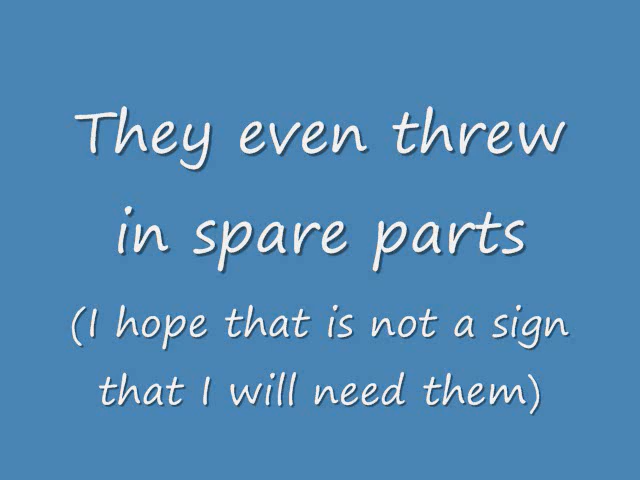 They even threw
in spare parts
(I hope that is not a sign
that I will need them)